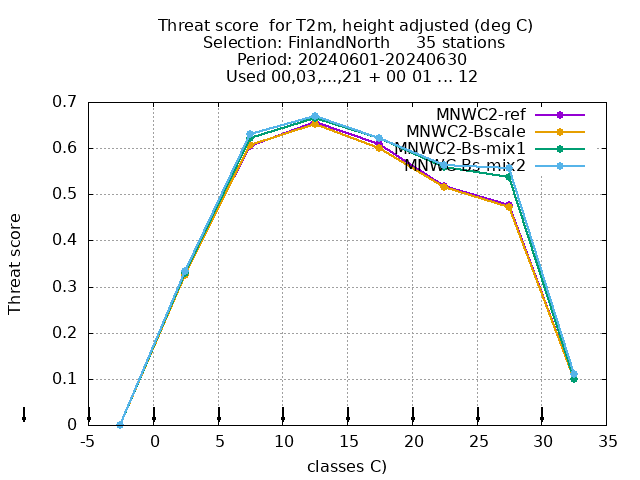 Threat score  for T2m, height adjusted (deg C)
Selection: FinlandNorth     35 stations
Period: 20240601-20240630
Used 00,03,...,21 + 00 01 ... 12
MNWC2-ref
MNWC2-Bscale
MNWC2-Bs-mix1
MNWC-Bs-mix2
Threat score
0.7
0.6
0.5
0.4
0.3
0.2
0.1
0
-5 0 5 10 15 20 25 30 35
classes C)